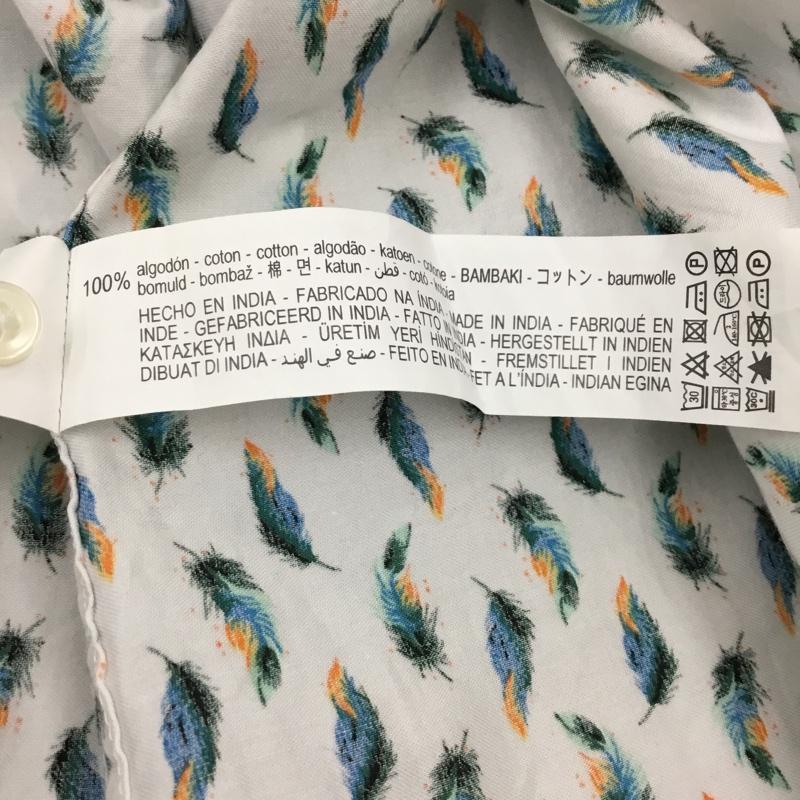 100% algodón - coton - cotton - algodão - katoen - cotone - BAMBAKI - コットン - baumwolle
bomuld - bombaž - 棉 - 면 - katun - قطن - cotó -
HECHO EN INDIA - FABRICADO NA ÍNDIA - MADE IN INDIA - FABRIQUÉ EN
INDE - GEFABRICEERD IN INDIA - FATTO IN INDIA - HERGESTELLT IN INDIEN
ΚΑΤΑΣΚΕΥΗ ΙΝΔΙΑ - ÜRETİM YERİ HİNDİSTAN - FREMSTILLET I INDIEN
DIBUAT DI INDIA - صنع في الهند - FEITO EN INDIA - FET A L'ÍNDIA - INDIAN EGINA
P P
30 30C